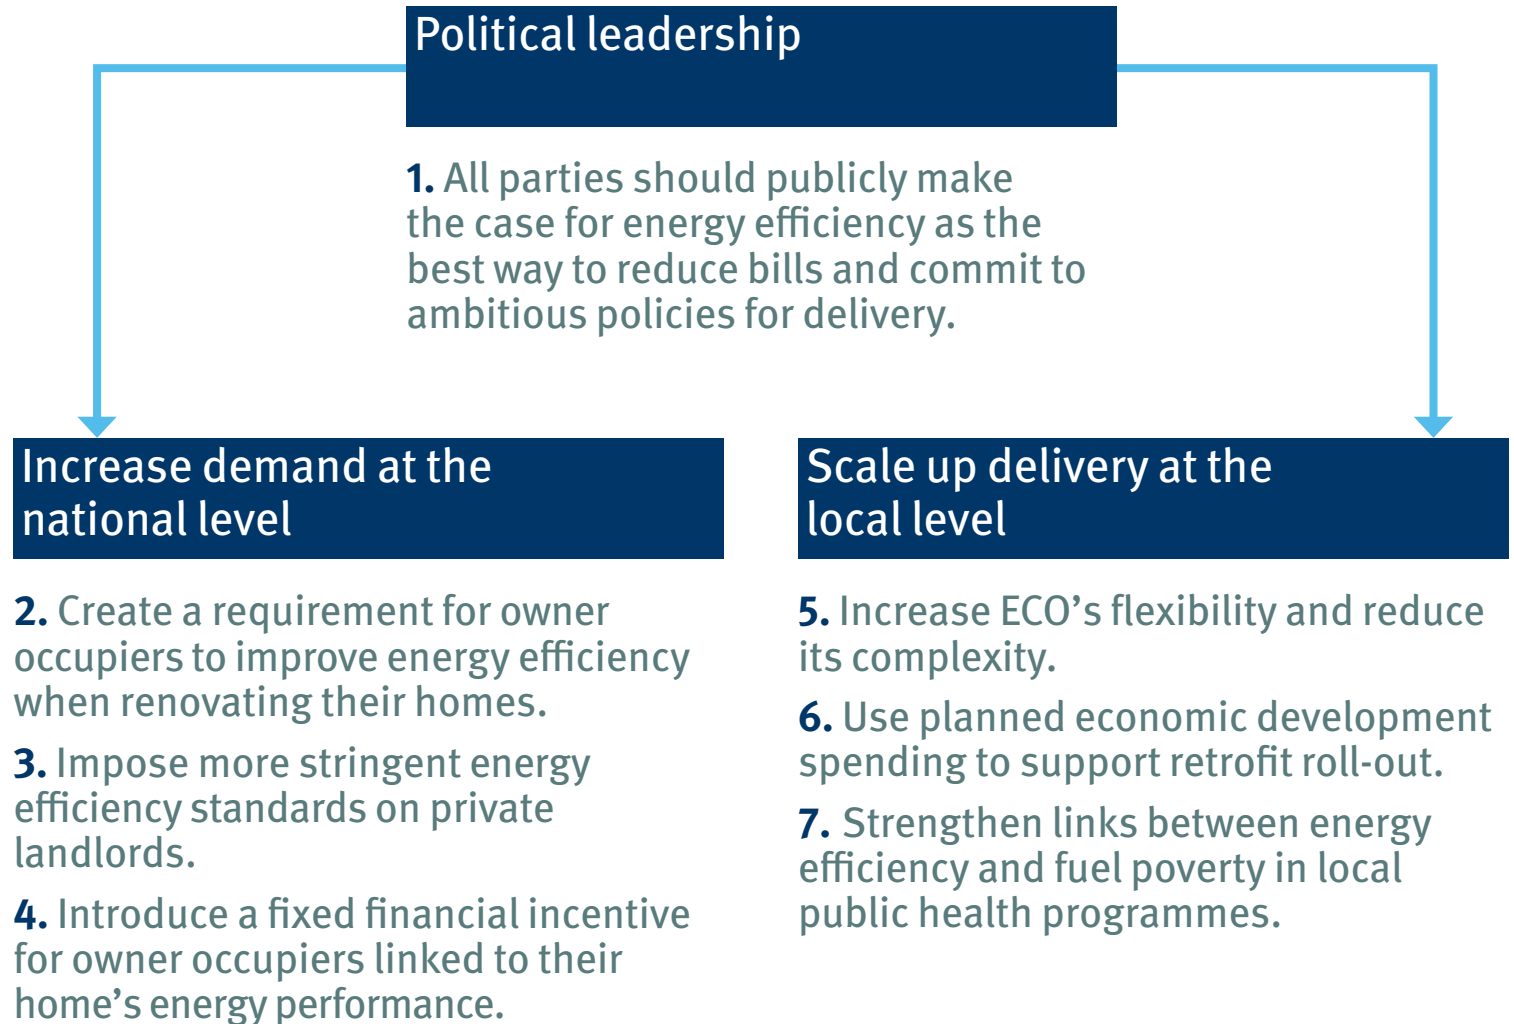 Political leadership
1. All parties should publicly make
the case for energy efficiency as the
best way to reduce bills and commit to
ambitious policies for delivery.
Increase demand at the
national level
2. Create a requirement for owner
occupiers to improve energy efficiency
when renovating their homes.
3. Impose more stringent energy
efficiency standards on private
landlords.
4. Introduce a fixed financial incentive
for owner occupiers linked to their
home’s energy performance.
Scale up delivery at the
local level
5. Increase ECO’s flexibility and reduce
its complexity.
6. Use planned economic development
spending to support retrofit roll-out.
7. Strengthen links between energy
efficiency and fuel poverty in local
public health programmes.